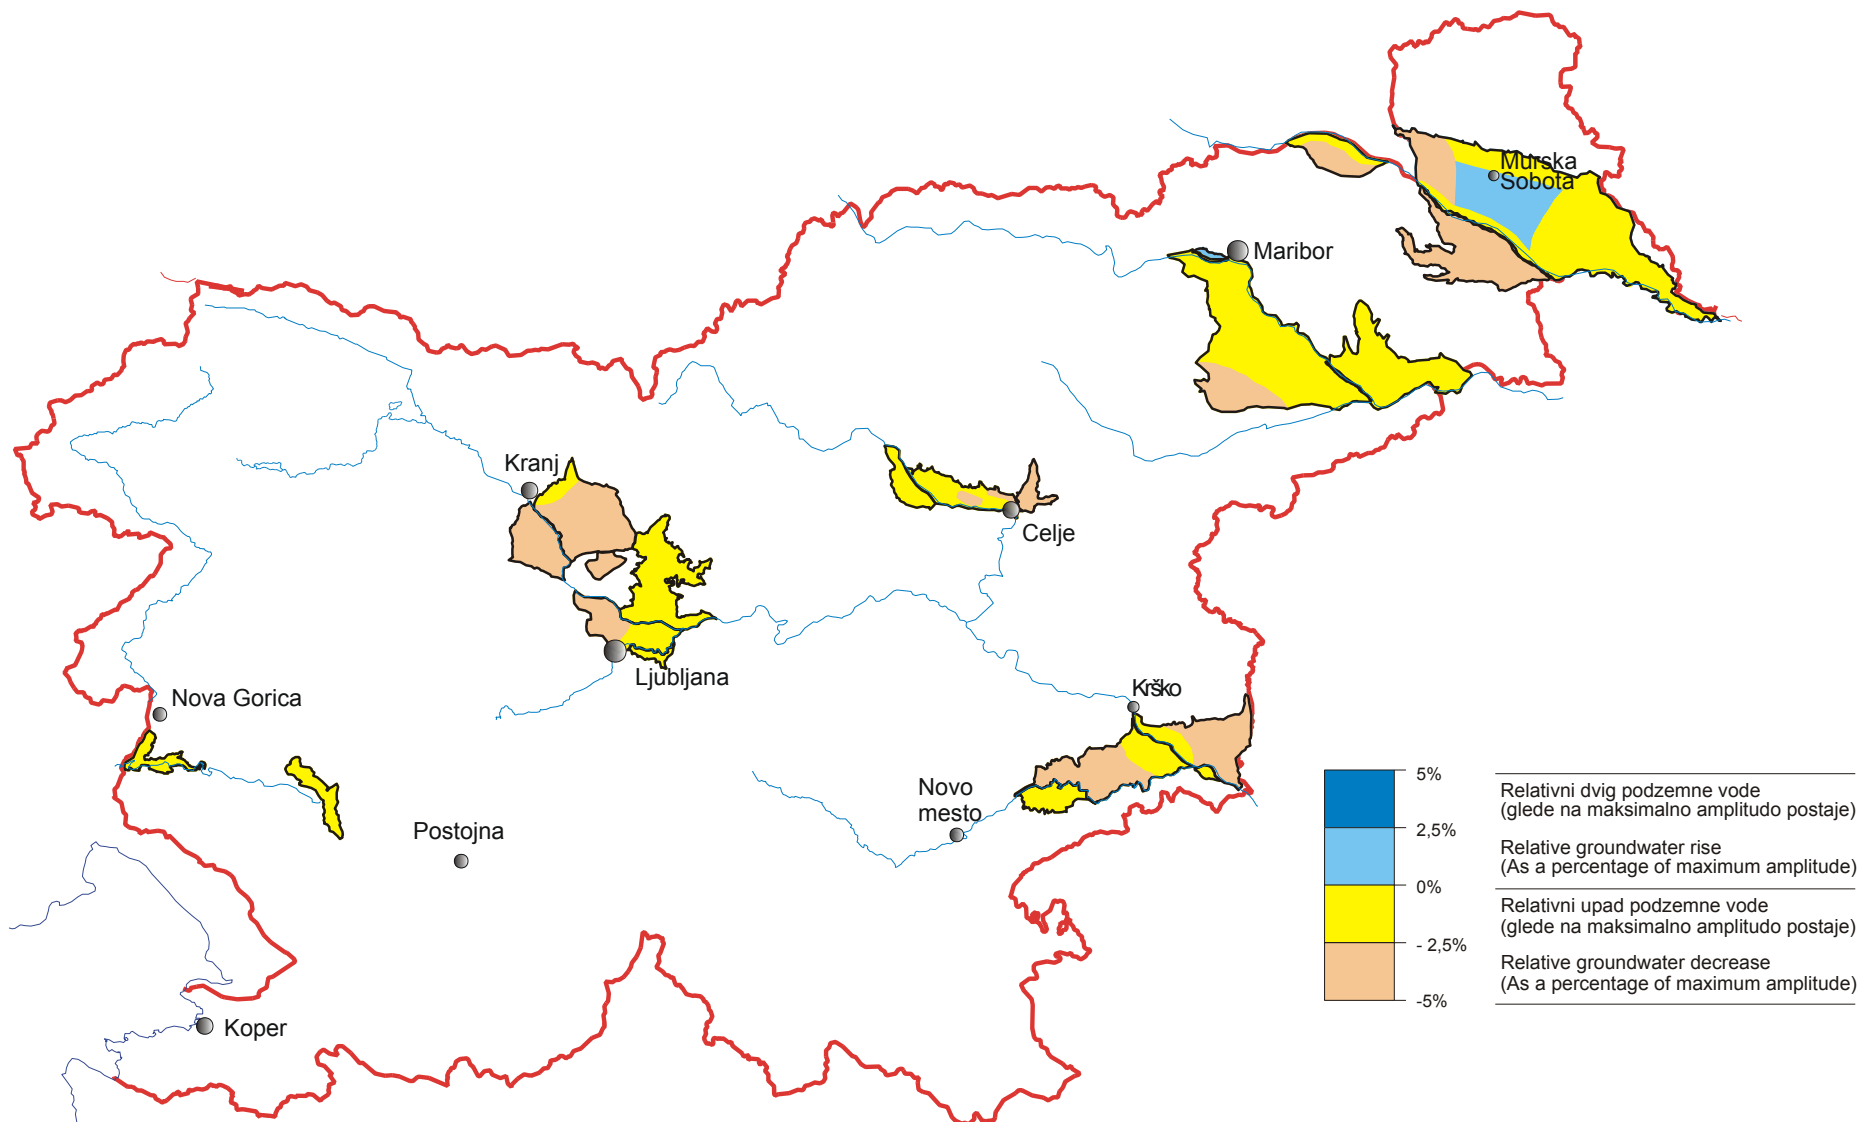 Murska
Sobota
Maribor
Kranj
Celje
Ljubljana
Nova Gorica
Krško
Novo
mesto
Postojna
Koper
5%
2,5%
0%
- 2,5%
-5%
Relativni dvig podzemne vode
(glede na maksimalno amplitudo postaje)
Relative groundwater rise
(As a percentage of maximum amplitude)
Relativni upad podzemne vode
(glede na maksimalno amplitudo postaje)
Relative groundwater decrease
(As a percentage of maximum amplitude)